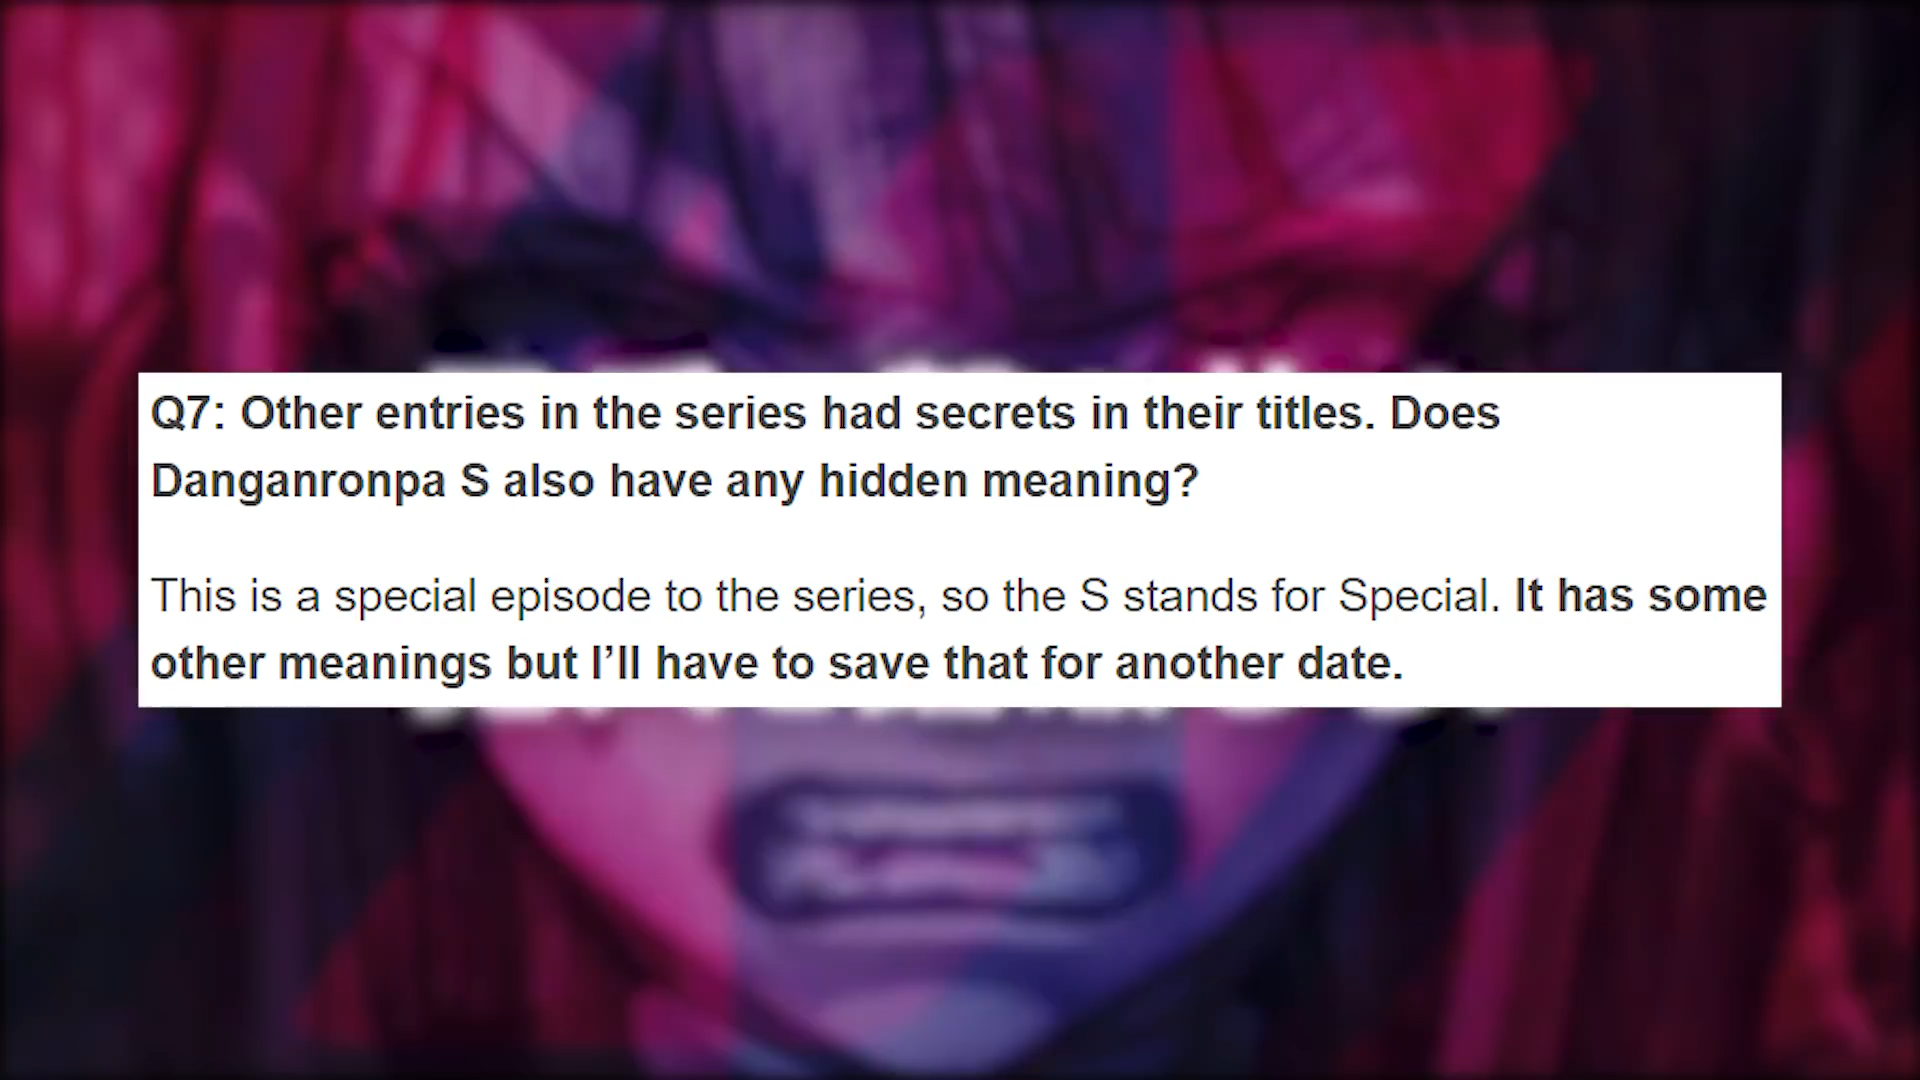 Q7: Other entries in the series had secrets in their titles. Does
Danganronpa S also have any hidden meaning?
This is a special episode to the series, so the S stands for Special. It has some
other meanings but I’ll have to save that for another date.